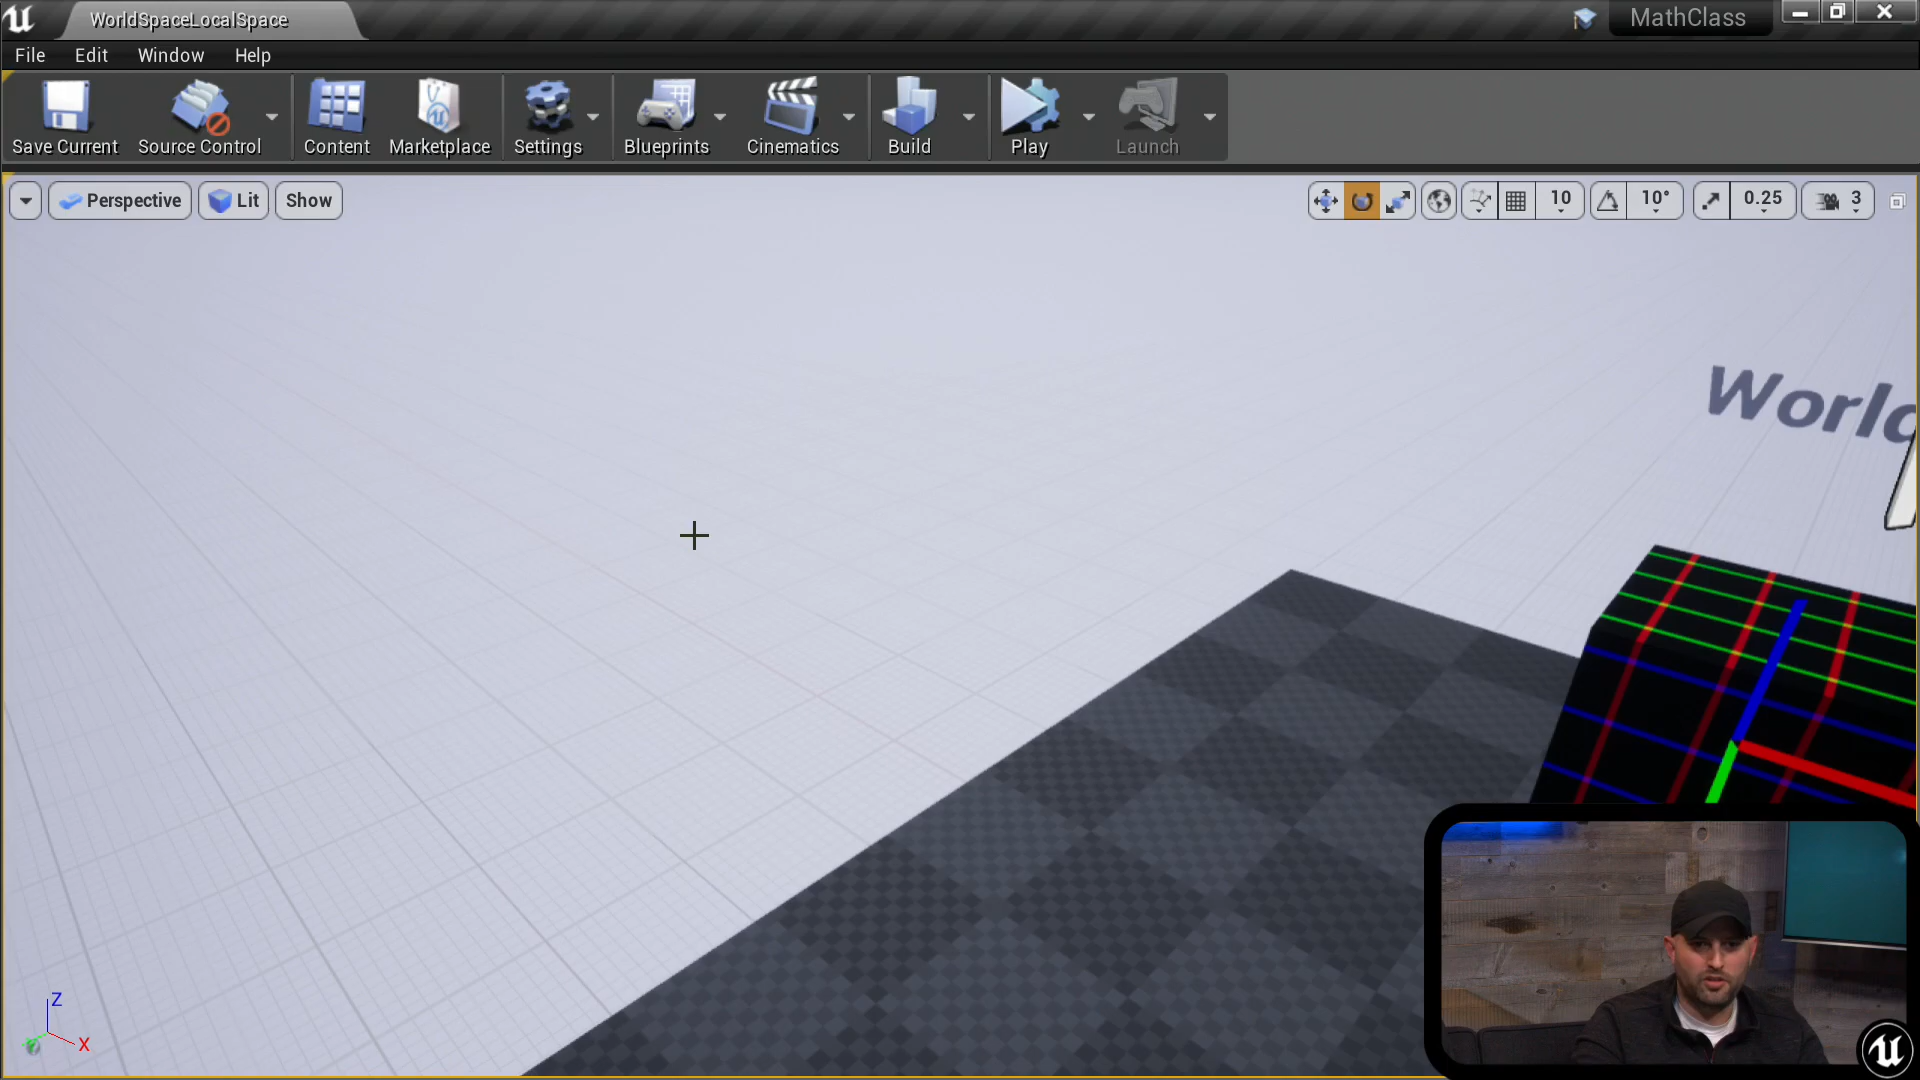 WorldSpaceLocalSpace
MathClass
File Edit Window Help
Save Current Source Control Content Marketplace Settings Blueprints Cinematics Build Play Launch
Perspective Lit Show 10 10° 0.25 3
World
Z
X